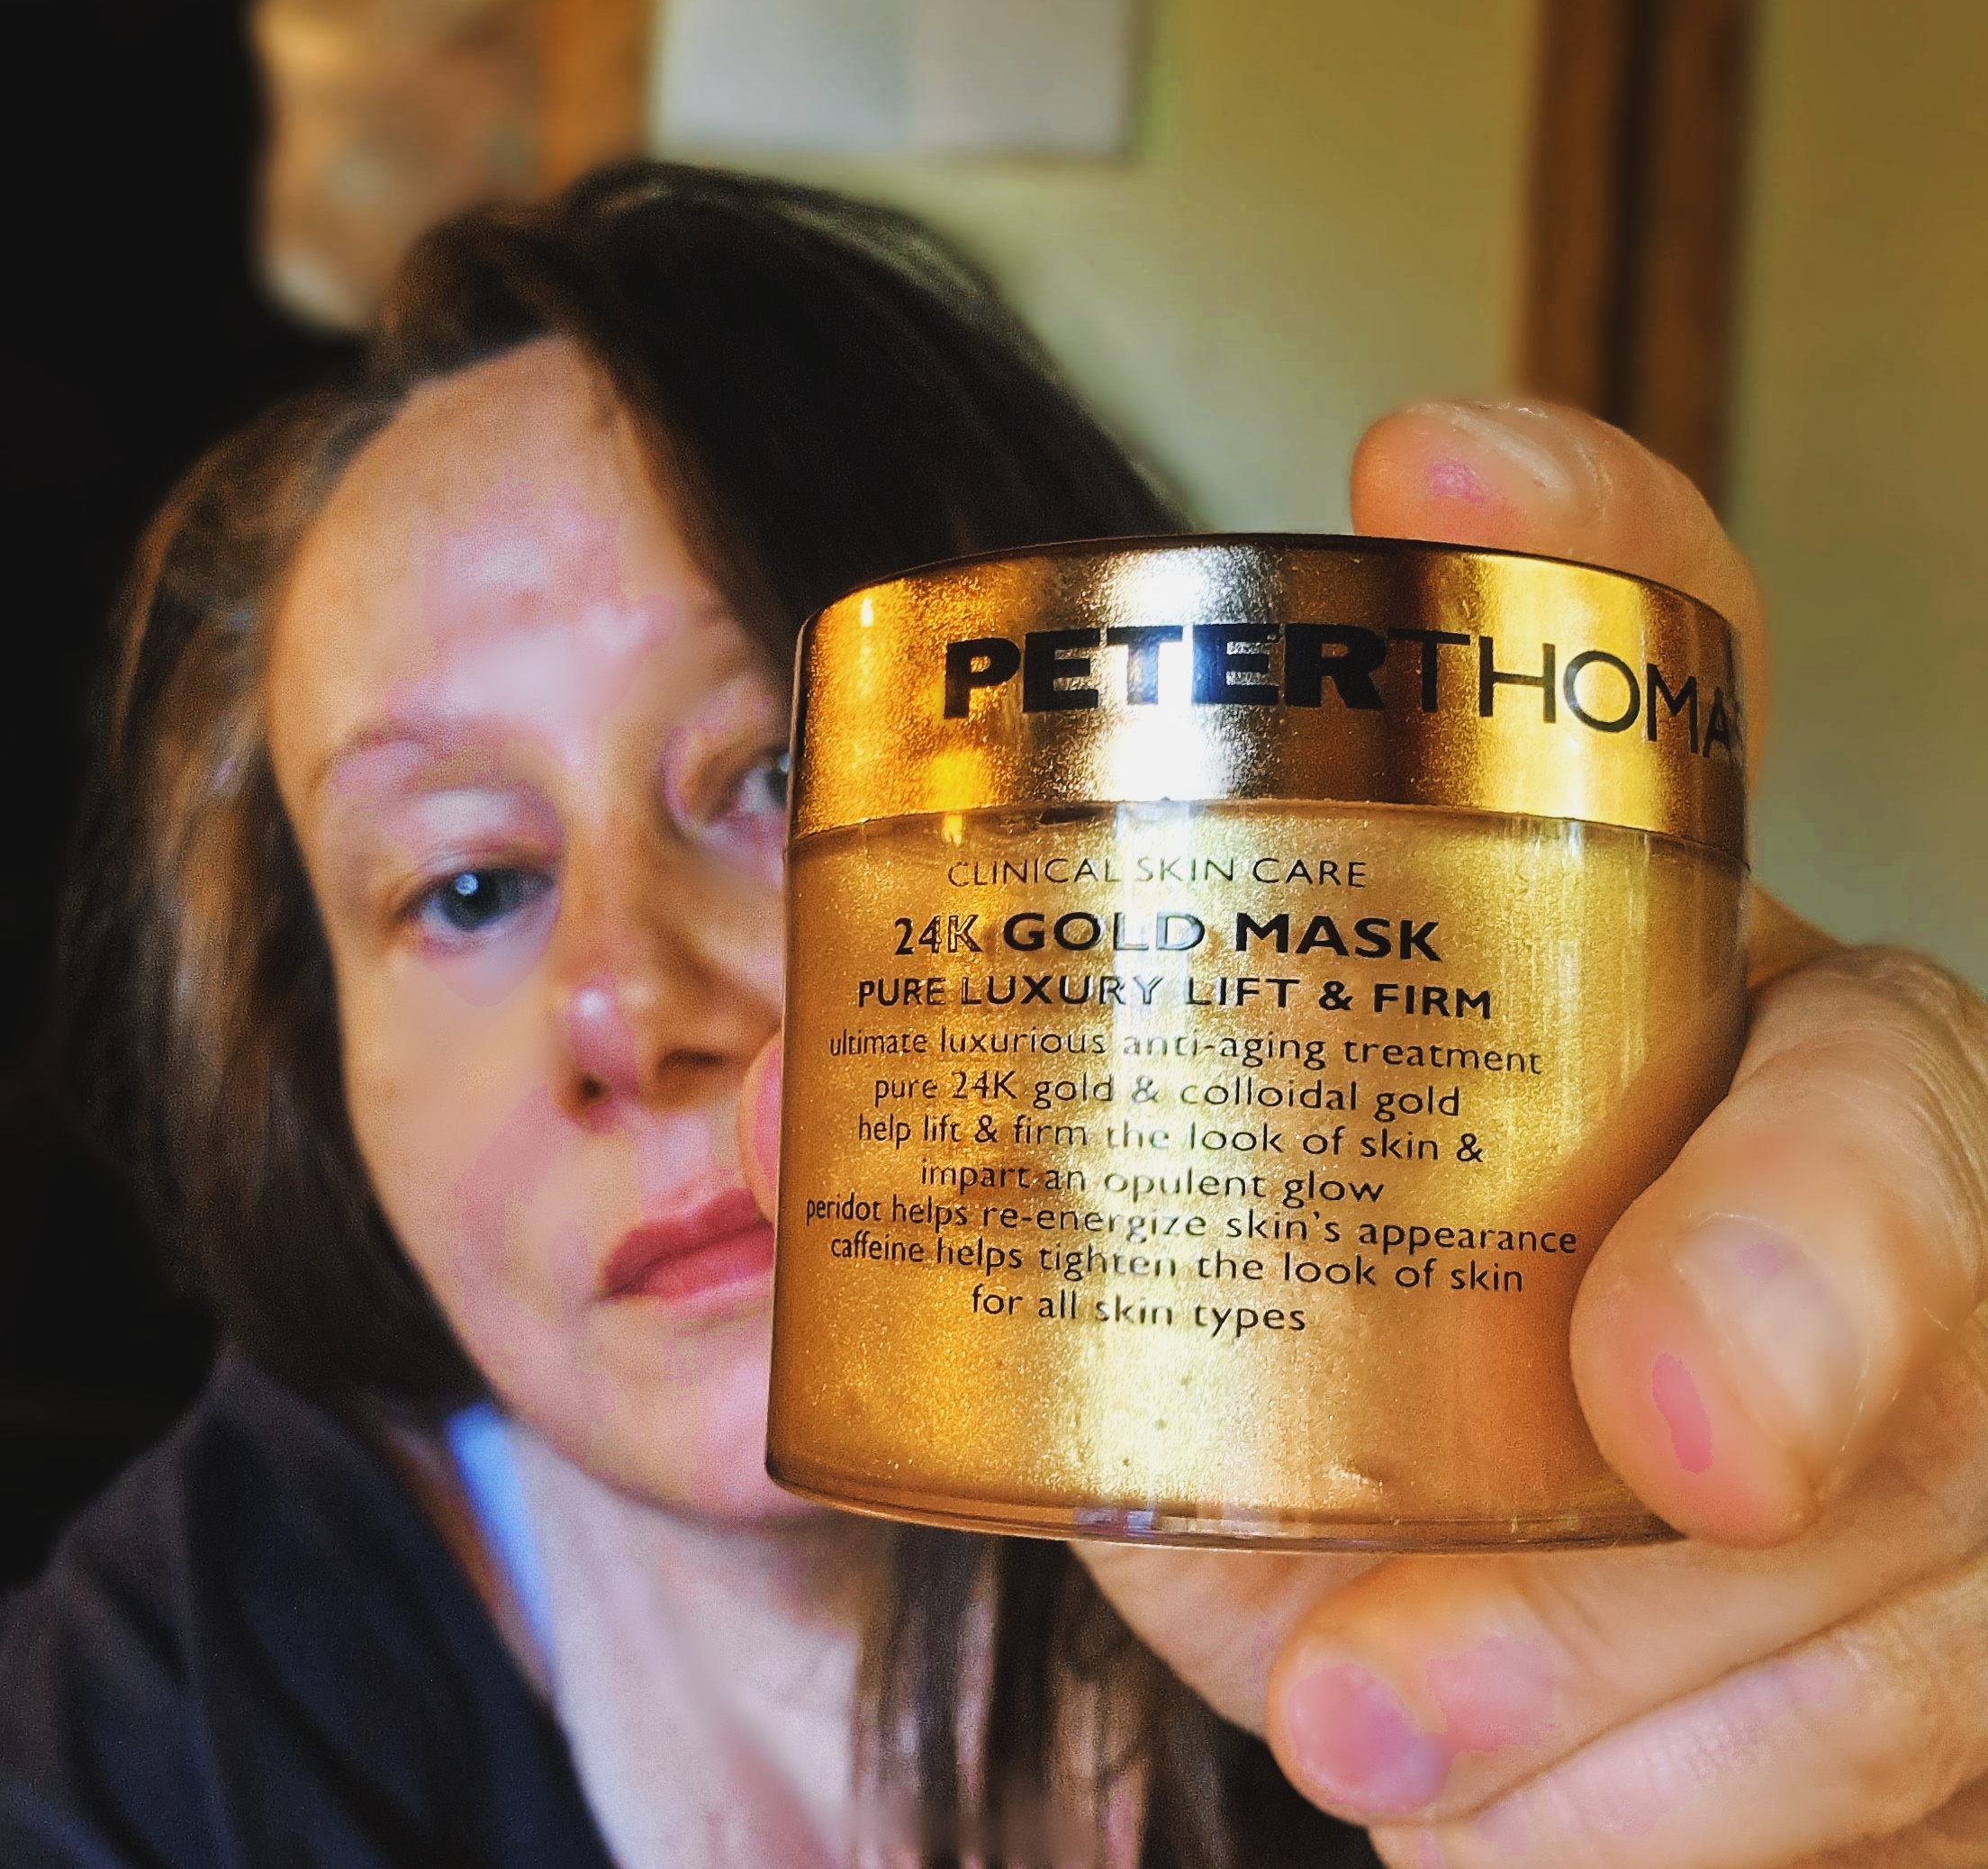 PETERTHOMAS
CLINICAL SKIN CARE
24K GOLD MASK
PURE LUXURY LIFT & FIRM
ultimate luxurious anti-aging treatment
pure 24K gold & colloidal gold
help lift & firm the look of skin &
impart an opulent glow
peridot helps re-energize skin's appearance
caffeine helps tighten the look of skin
for all skin types